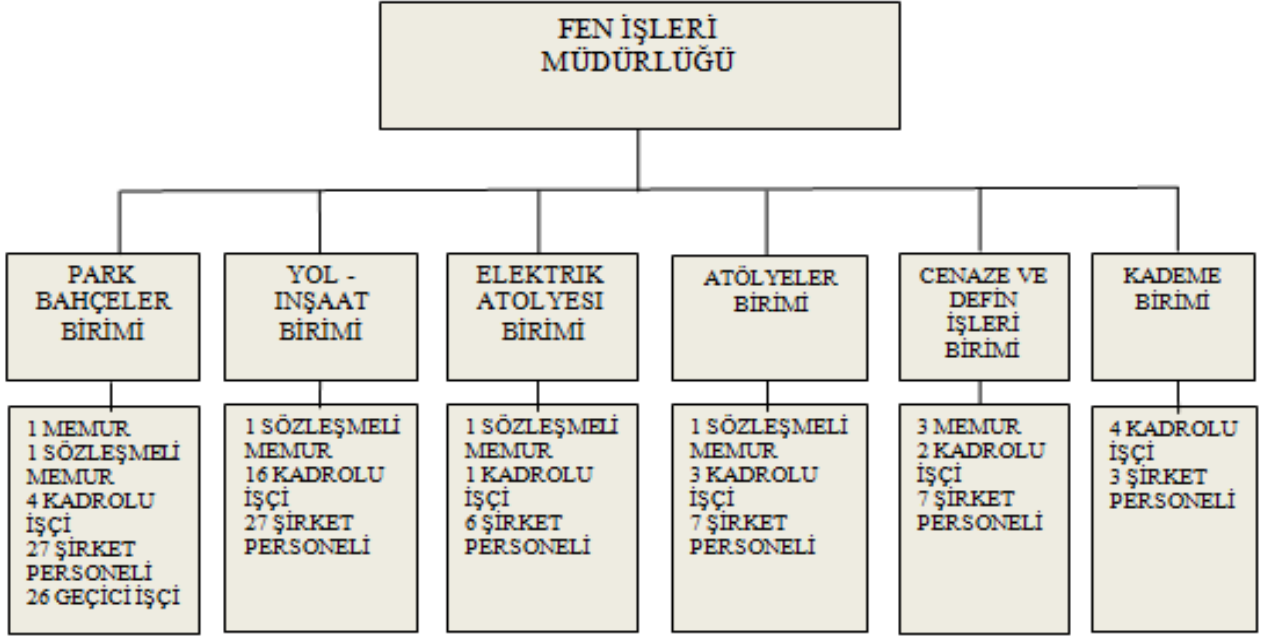 FEN İŞLERİ
MÜDÜRLÜĞÜ
PARK
BAHÇELER
BİRİMİ
YOL -
INŞAAT
BİRİMİ
ELEKTRIK
ATOLYESI
BİRİMİ
ATÖLYELER
BİRİMİ
CENAZE VE
DEFİN
İŞLERİ
BİRİMİ
KADEME
BİRİMİ
1 MEMUR
1 SÖZLEŞMELİ
MEMUR
4 KADROLU
İŞÇİ
27 ŞİRKET
PERSONELİ
26 GEÇİCİ İŞÇİ
1 SÖZLEŞMELİ
MEMUR
16 KADROLU
İŞÇİ
27 ŞİRKET
PERSONELİ
1 SÖZLEŞMELİ
MEMUR
1 KADROLU
İŞÇİ
6 ŞİRKET
PERSONELİ
1 SÖZLEŞMELİ
MEMUR
3 KADROLU
İŞÇİ
7 ŞİRKET
PERSONELİ
3 MEMUR
2 KADROLU
İŞÇİ
7 ŞİRKET
PERSONELİ
4 KADROLU
İŞÇİ
3 ŞİRKET
PERSONELİ